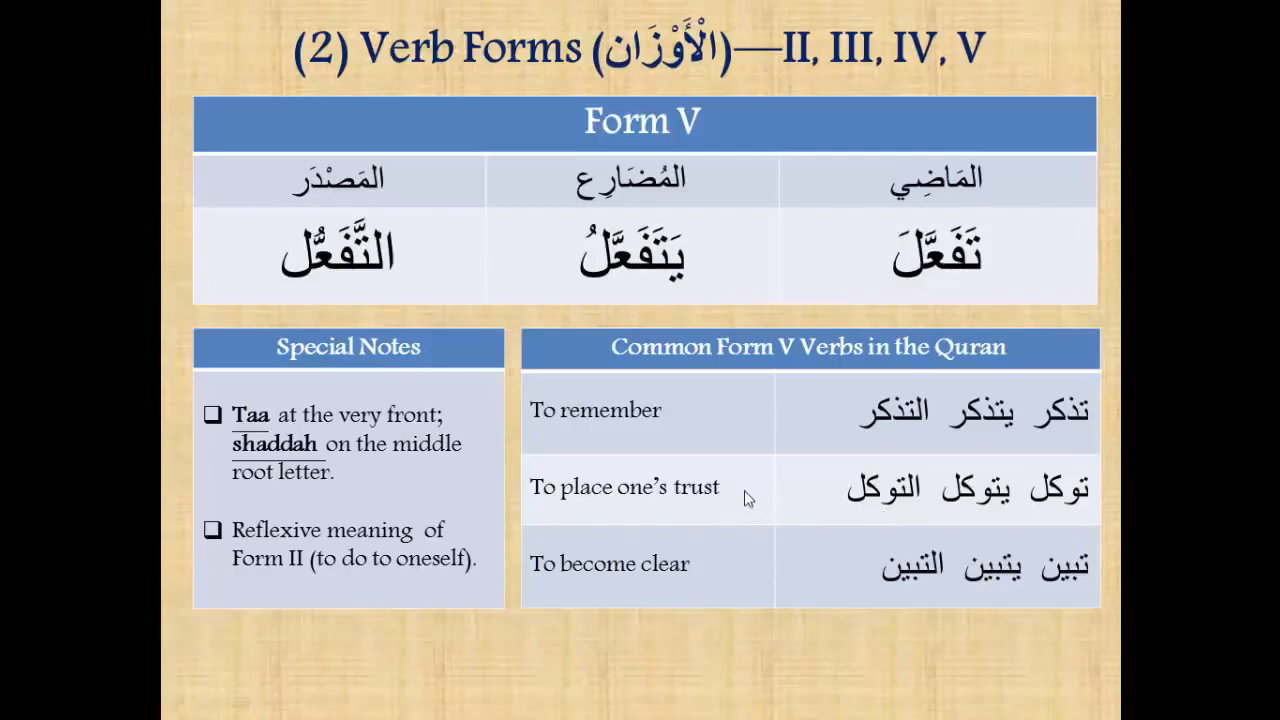 (2) Verb Forms (الْأَوْزَان)—II, III, IV, V
Form V
المَاضِي
المُضَارِع
المَصْدَر
تَفَعَّلَ
يَتَفَعَّلُ
التَّفَعُّل
Special Notes
Taa at the very front;
shaddah on the middle
root letter.
Reflexive meaning of
Form II (to do to oneself).
Common Form V Verbs in the Quran
To remember
تذكر يتذكر التذكر
To place one’s trust
توكل يتوكل التوكل
To become clear
تبين يتبين التبين